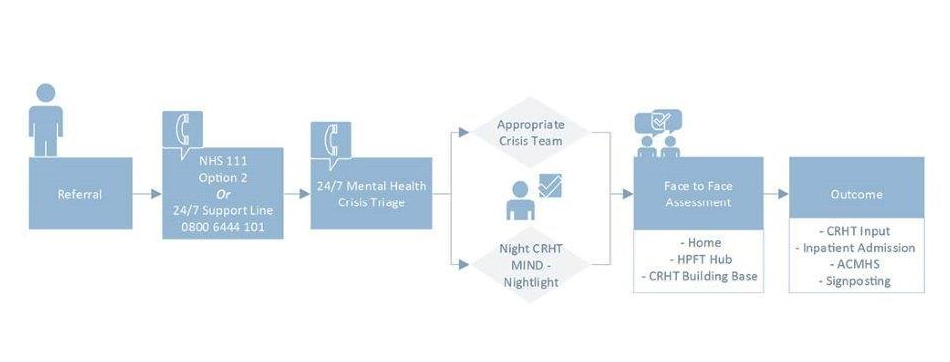 Referral
NHS 111
Option 2
Or
24/7 Support Line
0800 6444 101
24/7 Mental Health
Crisis Triage
Appropriate
Crisis Team
Night CRHT
MIND -
Nightlight
Face to Face
Assessment
- Home
- HPFT Hub
- CRHT Building Base
Outcome
- CRHT Input
- Inpatient Admission
- ACMHS
- Signposting